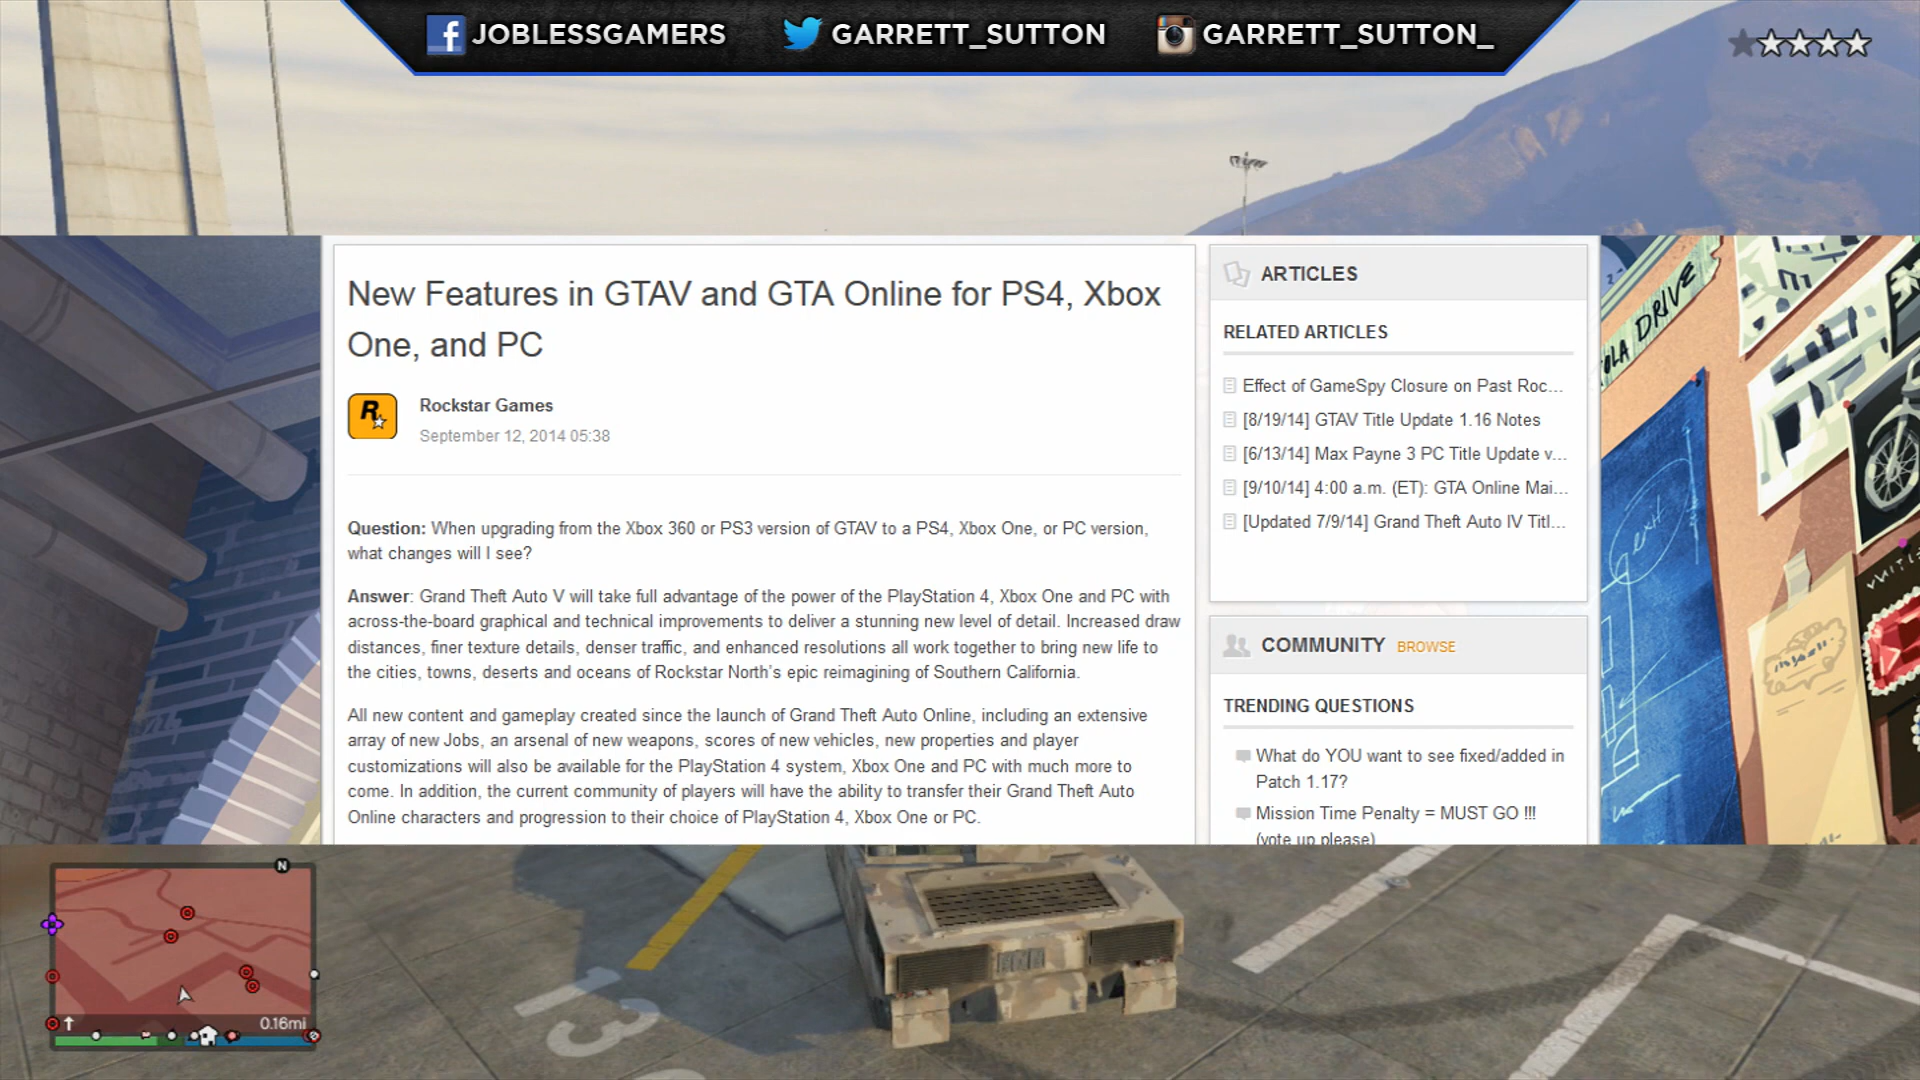 JOBLESSGAMERS GARRETT_SUTTON GARRETT_SUTTON_
New Features in GTAV and GTA Online for PS4, Xbox
One, and PC
R
Rockstar Games
September 12, 2014 05:38
Question: When upgrading from the Xbox 360 or PS3 version of GTAV to a PS4, Xbox One, or PC version,
what changes will I see?
Answer: Grand Theft Auto V will take full advantage of the power of the PlayStation 4, Xbox One and PC with
across-the-board graphical and technical improvements to deliver a stunning new level of detail. Increased draw
distances, finer texture details, denser traffic, and enhanced resolutions all work together to bring new life to
the cities, towns, deserts and oceans of Rockstar North's epic reimagining of Southern California.
All new content and gameplay created since the launch of Grand Theft Auto Online, including an extensive
array of new Jobs, an arsenal of new weapons, scores of new vehicles, new properties and player
customizations will also be available for the PlayStation 4 system, Xbox One and PC with much more to
come. In addition, the current community of players will have the ability to transfer their Grand Theft Auto
Online characters and progression to their choice of PlayStation 4, Xbox One or PC.
ARTICLES
RELATED ARTICLES
Effect of GameSpy Closure on Past Roc...
[8/19/14] GTAV Title Update 1.16 Notes
[6/13/14] Max Payne 3 PC Title Update v...
[9/10/14] 4:00 a.m. (ET): GTA Online Mai...
[Updated 7/9/14] Grand Theft Auto IV Titl...
COMMUNITY BROWSE
TRENDING QUESTIONS
What do YOU want to see fixed/added in
Patch 1.17?
Mission Time Penalty = MUST GO !!!
(vote up please)
OLA DRIVE
exit
N
0.16mi
13